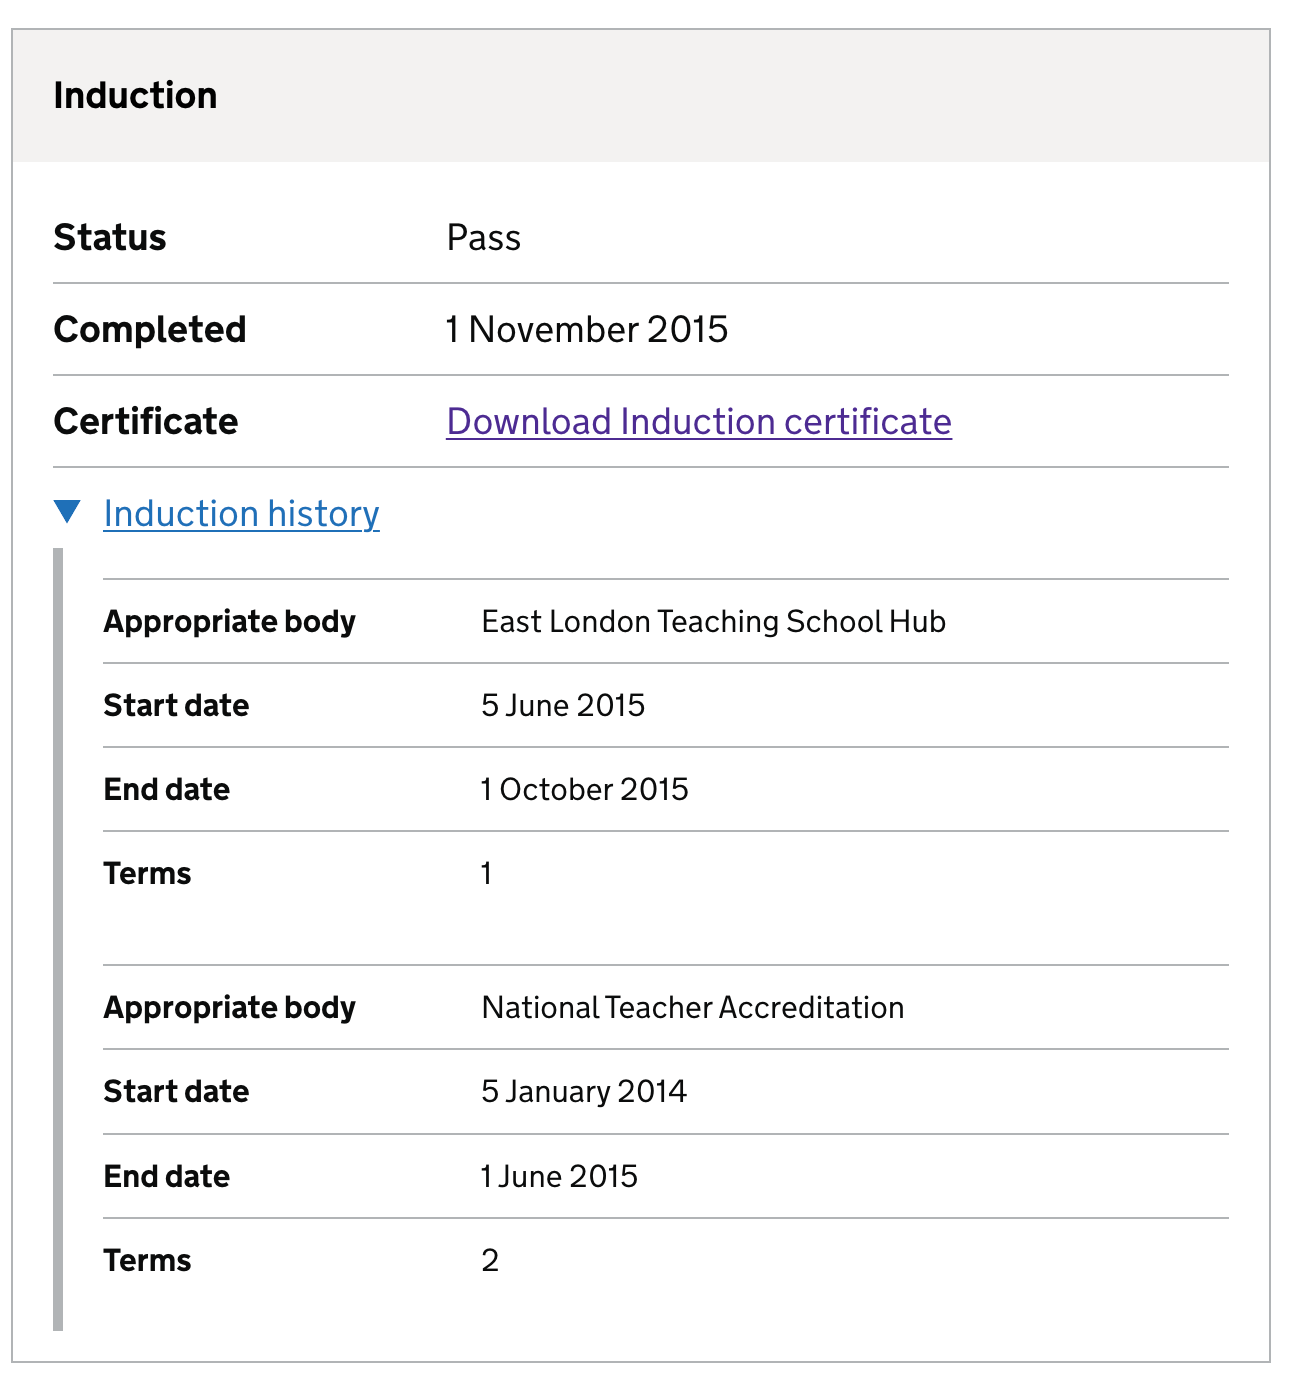 Induction
Status Pass
Completed 1 November 2015
Certificate Download Induction certificate
Induction history
Appropriate body East London Teaching School Hub
Start date 5 June 2015
End date 1 October 2015
Terms 1
Appropriate body National Teacher Accreditation
Start date 5 January 2014
End date 1 June 2015
Terms 2